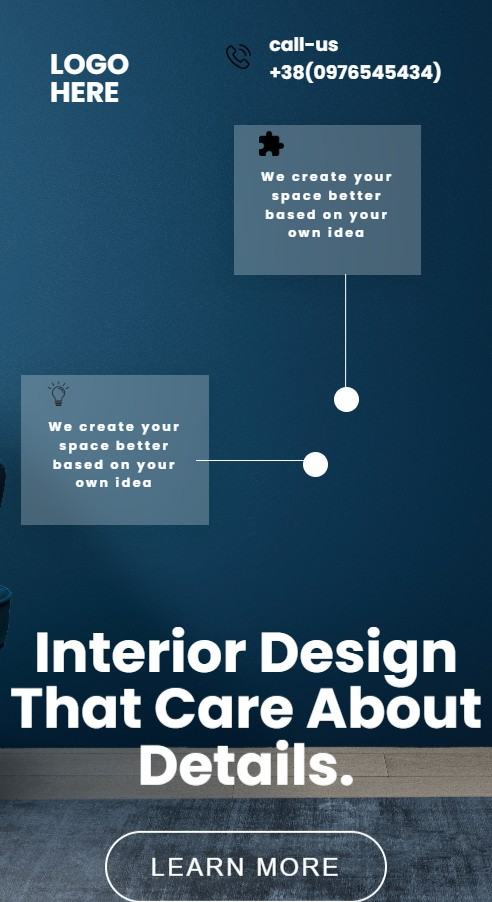 LOGO
HERE
call-us
+38(0976545434)
We create your
space better
based on your
own idea
We create your
space better
based on your
own idea
Interior Design
That Care About
Details.
LEARN MORE